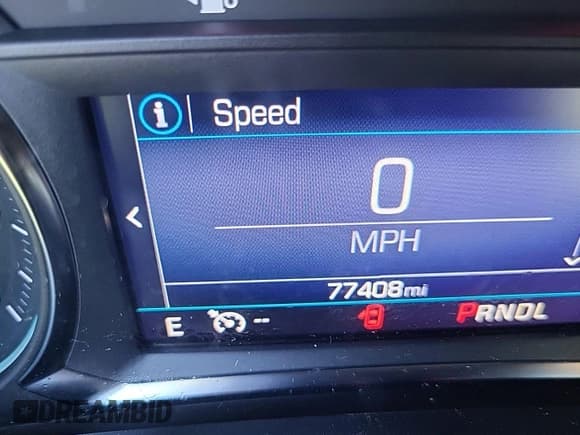 Speed
0
MPH
77408mi
E -- PRNDL
DREAMBID